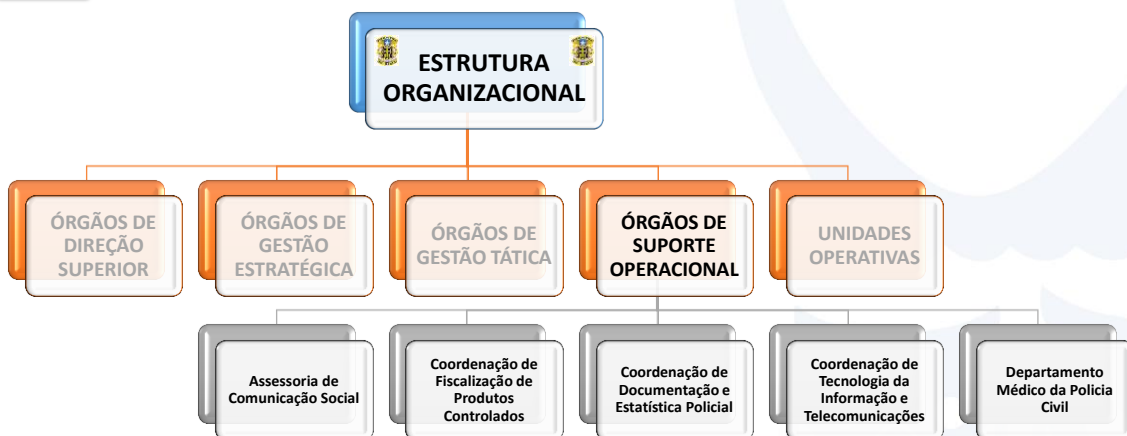 ESTRUTURA
ORGANIZACIONAL
ÓRGÃOS DE
DIREÇÃO
SUPERIOR
ÓRGÃOS DE
GESTÃO
ESTRATÉGICA
ÓRGÃOS DE
GESTÃO TÁTICA
ÓRGÃOS DE
SUPORTE
OPERACIONAL
UNIDADES
OPERATIVAS
Assessoria de
Comunicação Social
Coordenação de
Fiscalização de
Produtos
Controlados
Coordenação de
Documentação e
Estatística Policial
Coordenação de
Tecnologia da
Informação e
Telecomunicações
Departamento
Médico da Policia
Civil